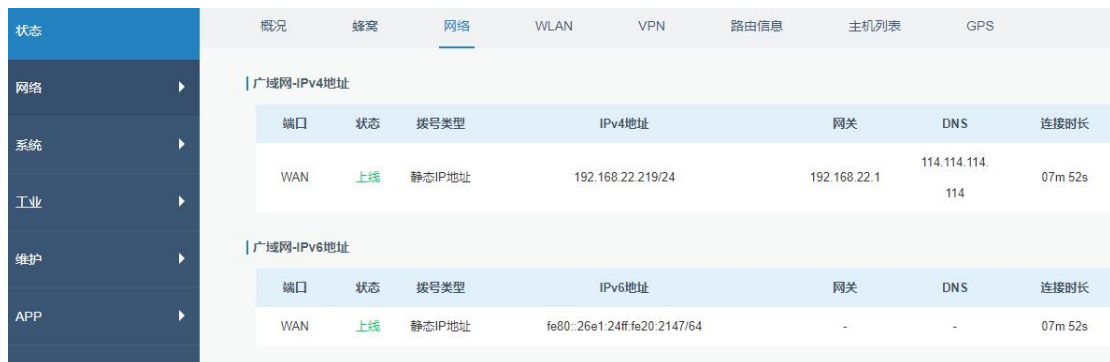 状态
概况 蜂窝 网络 WLAN VPN 路由信息 主机列表 GPS
网络
系统
工业
维护
APP
广域网-IPv4地址
端口 状态 拨号类型 IPv4地址 网关 DNS 连接时长
WAN 上线 静态IP地址 192.168.22.219/24 192.168.22.1 114.114.114.114 07m 52s
广域网-IPv6地址
端口 状态 拨号类型 IPv6地址 网关 DNS 连接时长
WAN 上线 静态IP地址 fe80::26e1:24ff:fe20:2147/64 - - 07m 52s